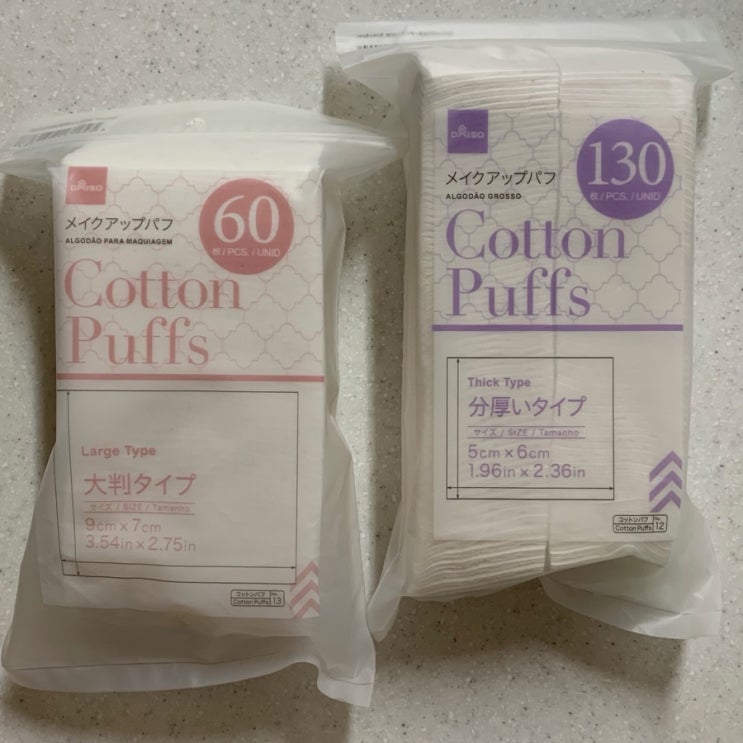 DAISO
メイクアップパフ
ALGODÃO PARA MAQUIAGEM
60
枚/PCS./UNID
Cotton
Puffs
Large Type
大判タイプ
サイズ / SIZE / Tamanho
9cm×7cm
3.54in×2.75in
コットンパフ
Cotton Puffs
No.
13
DAISO
メイクアップパフ
ALGODÃO GROSSO
130
枚/PCS./UNID
Cotton
Puffs
Thick Type
分厚いタイプ
サイズ / SIZE / Tamanho
5cm×6cm
1.96in×2.36in
コットンパフ
Cotton Puffs
No.
12